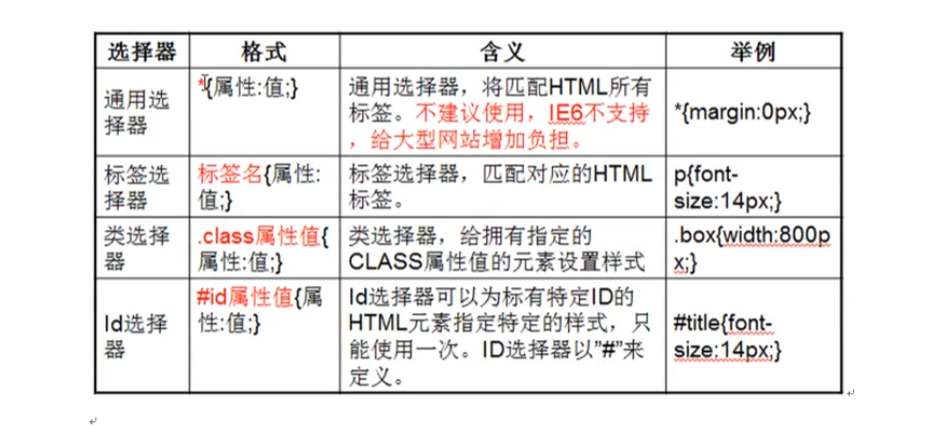 选择器 格式 含义 举例
通用选
择器
*{属性:值;}
通用选择器，将匹配HTML所有
标签。不建议使用，IE6不支持
，给大型网站增加负担。
*{margin:0px;}
标签选
择器
标签名{属性:
值;}
标签选择器，匹配对应的HTML
标签。
p{font-
size:14px;}
类选择
器
.class属性值{
属性:值;}
类选择器，给拥有指定的
CLASS属性值的元素设置样式
.box{width:800p
x;}
Id选择
器
#id属性值{属
性:值;}
Id选择器可以为标有特定ID的
HTML元素指定特定的样式，只
能使用一次。ID选择器以”#”来
定义。
#title{font-
size:14px;}